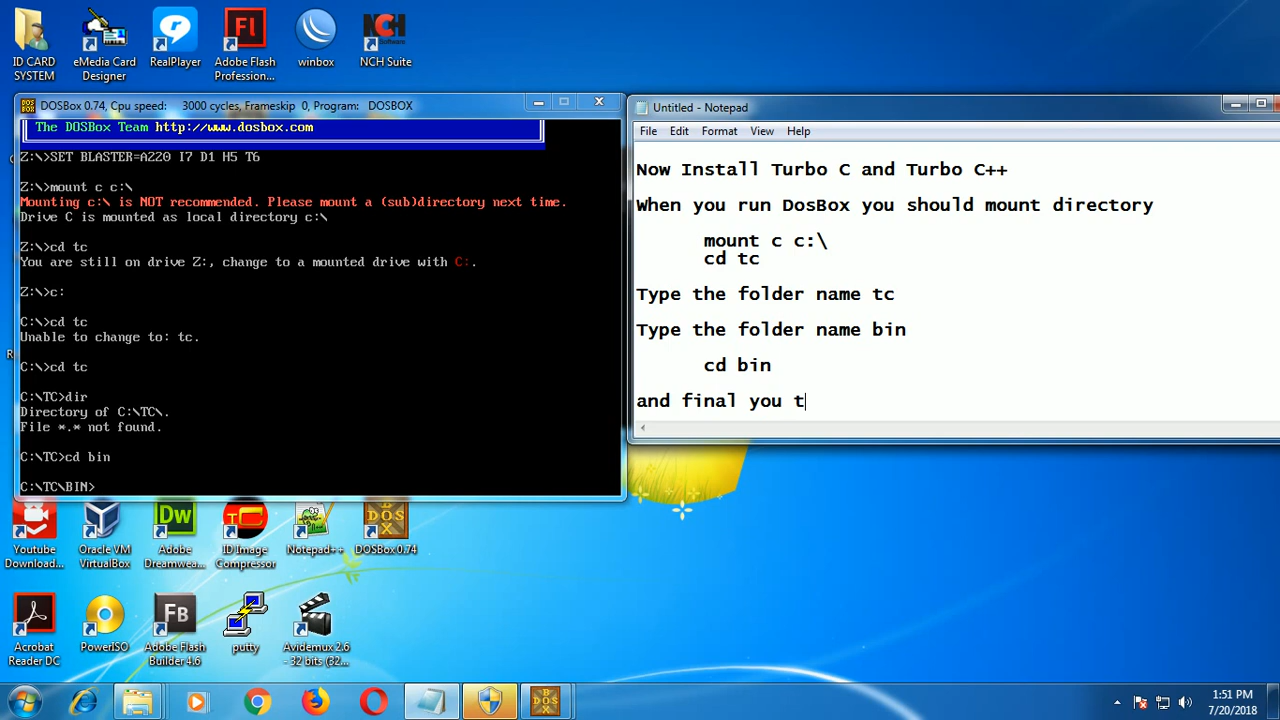 ID CARD SYSTEM
eMedia Card Designer
RealPlayer
Adobe Flash Profession...
winbox
NCH Suite
DOSBox 0.74, Cpu speed: 3000 cycles, Frameskip 0, Program: DOSBOX
The DOSBox Team http://www.dosbox.com
Z:\>SET BLASTER=A220 I7 D1 H5 T6
Z:\>mount c c:\
Mounting c:\ is NOT recommended. Please mount a (sub)directory next time.
Drive C is mounted as local directory c:\
Z:\>cd tc
You are still on drive Z:, change to a mounted drive with C:.
Z:\>c:
C:\>cd tc
Unable to change to: tc.
C:\>cd tc
C:\TC>dir
Directory of C:\TC\.
File *.* not found.
C:\TC>cd bin
C:\TC\BIN>
Untitled - Notepad
File Edit Format View Help
Now Install Turbo C and Turbo C++
When you run DosBox you should mount directory
mount c c:\
cd tc
Type the folder name tc
Type the folder name bin
cd bin
and final you t
Youtube Download...
Oracle VM VirtualBox
Adobe Dreamwea...
ID Image Compressor
Notepad++
DOSBox 0.74
Acrobat Reader DC
PowerISO
Adobe Flash Builder 4.6
putty
Avidemux 2.6 - 32 bits (32...
1:51 PM
7/20/2018